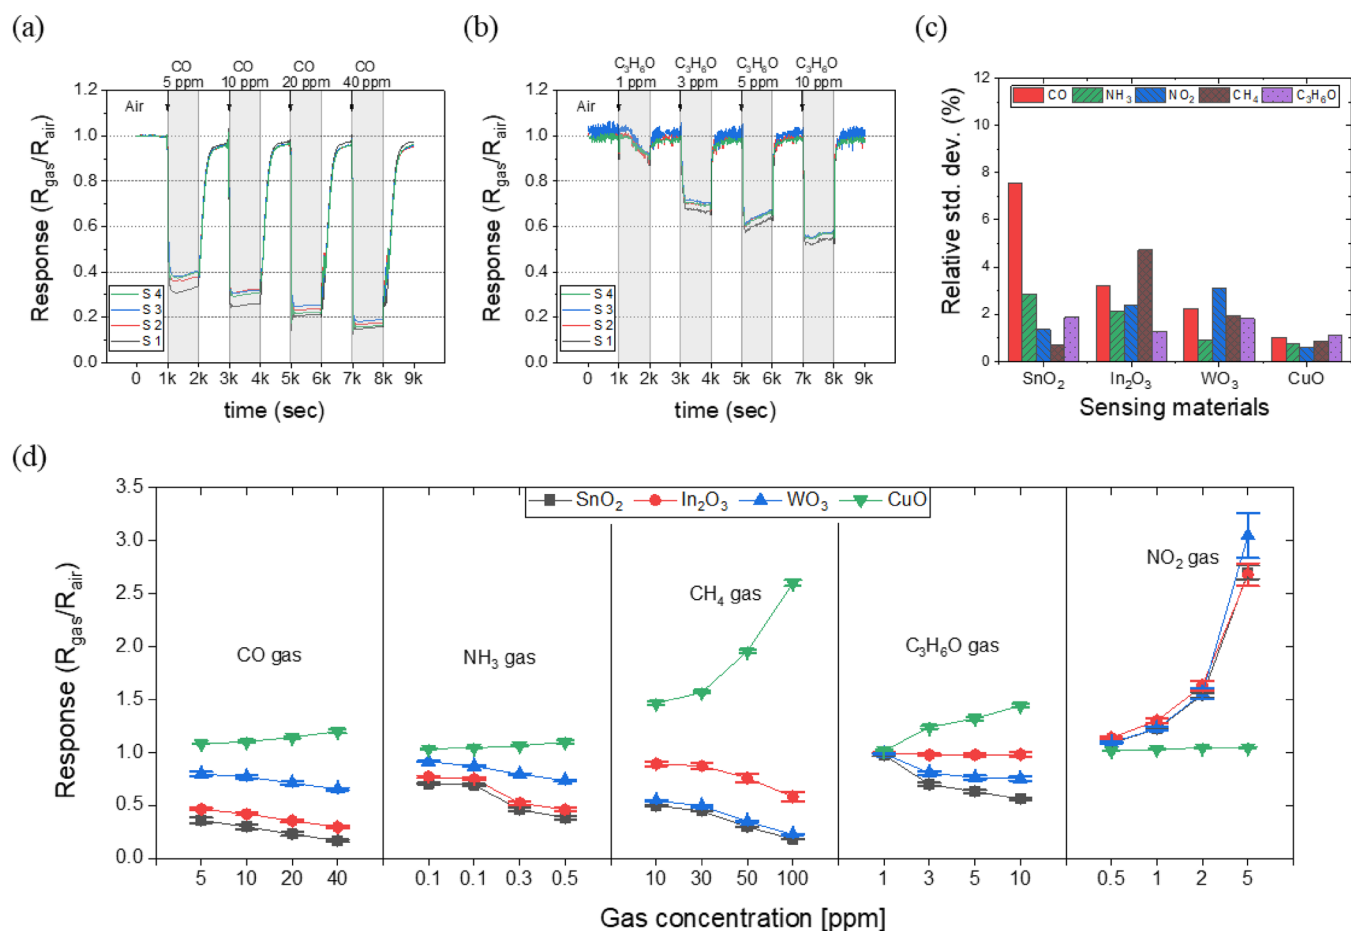 (a)
CO CO CO CO
5 ppm 10 ppm 20 ppm 40 ppm
1.2
Air
1.0
0.8
0.6
0.4
0.2
0.0
Response (R_gas/R_air)
S 4
S 3
S 2
S 1
0 1k 2k 3k 4k 5k 6k 7k 8k 9k
time (sec)
(b)
C₃H₆O C₃H₆O C₃H₆O C₃H₆O
1 ppm 3 ppm 5 ppm 10 ppm
1.2
Air
1.0
0.8
0.6
0.4
0.2
0.0
Response (R_gas/R_air)
S 4
S 3
S 2
S 1
0 1k 2k 3k 4k 5k 6k 7k 8k 9k
time (sec)
(c)
12
10
8
6
4
2
0
Relative std. dev. (%)
CO NH₃ NO₂ CH₄ C₃H₆O
SnO₂ In₂O₃ WO₃ CuO
Sensing materials
(d)
3.5
3.0
2.5
2.0
1.5
1.0
0.5
0.0
Response (R_gas/R_air)
SnO₂ In₂O₃ WO₃ CuO
CO gas
NH₃ gas
CH₄ gas
C₃H₆O gas
NO₂ gas
5 10 20 40 0.1 0.1 0.3 0.5 10 30 50 100 1 3 5 10 0.5 1 2 5
Gas concentration [ppm]